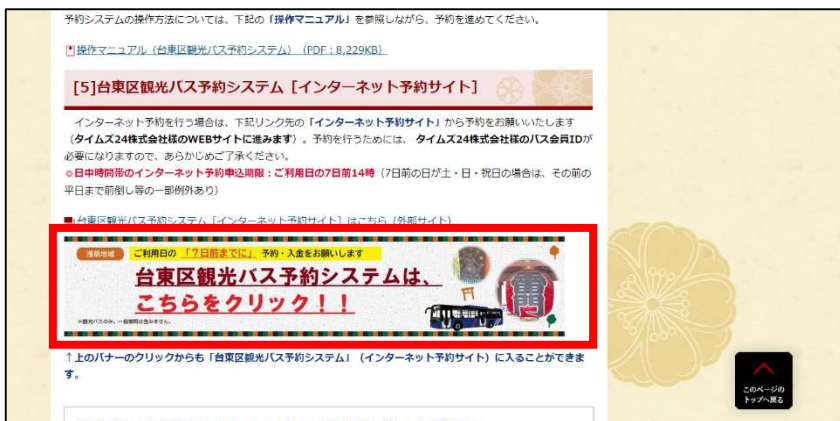 予約システムの操作方法については、下記の「操作マニュアル」を参照しながら、予約を進めてください。
操作マニュアル（台東区観光バス予約システム）（PDF：8,229KB）
[5]台東区観光バス予約システム［インターネット予約サイト］
インターネット予約を行う場合は、下記リンク先の「インターネット予約サイト」から予約をお願いいたします
（タイムズ24株式会社様のWEBサイトに進みます）。予約を行うためには、 タイムズ24株式会社様のバス会員IDが
必要になりますので、あらかじめご了承ください。
○日中時間帯のインターネット予約申込期限：ご利用日の7日前14時（7日前の日が土・日・祝日の場合は、その前の
平日まで前倒し等の一部例外あり）
台東区観光バス予約システム［インターネット予約サイト］はこちら（外部サイト）
浅草地域 ご利用日の 「7日前までに」 予約・入金をお願いします
台東区観光バス予約システムは、
こちらをクリック！！
※観光バスのみ。一般車両は含みません。
↑上のバナーのクリックからも「台東区観光バス予約システム」（インターネット予約サイト）に入ることができま
す。
このページの
トップへ戻る